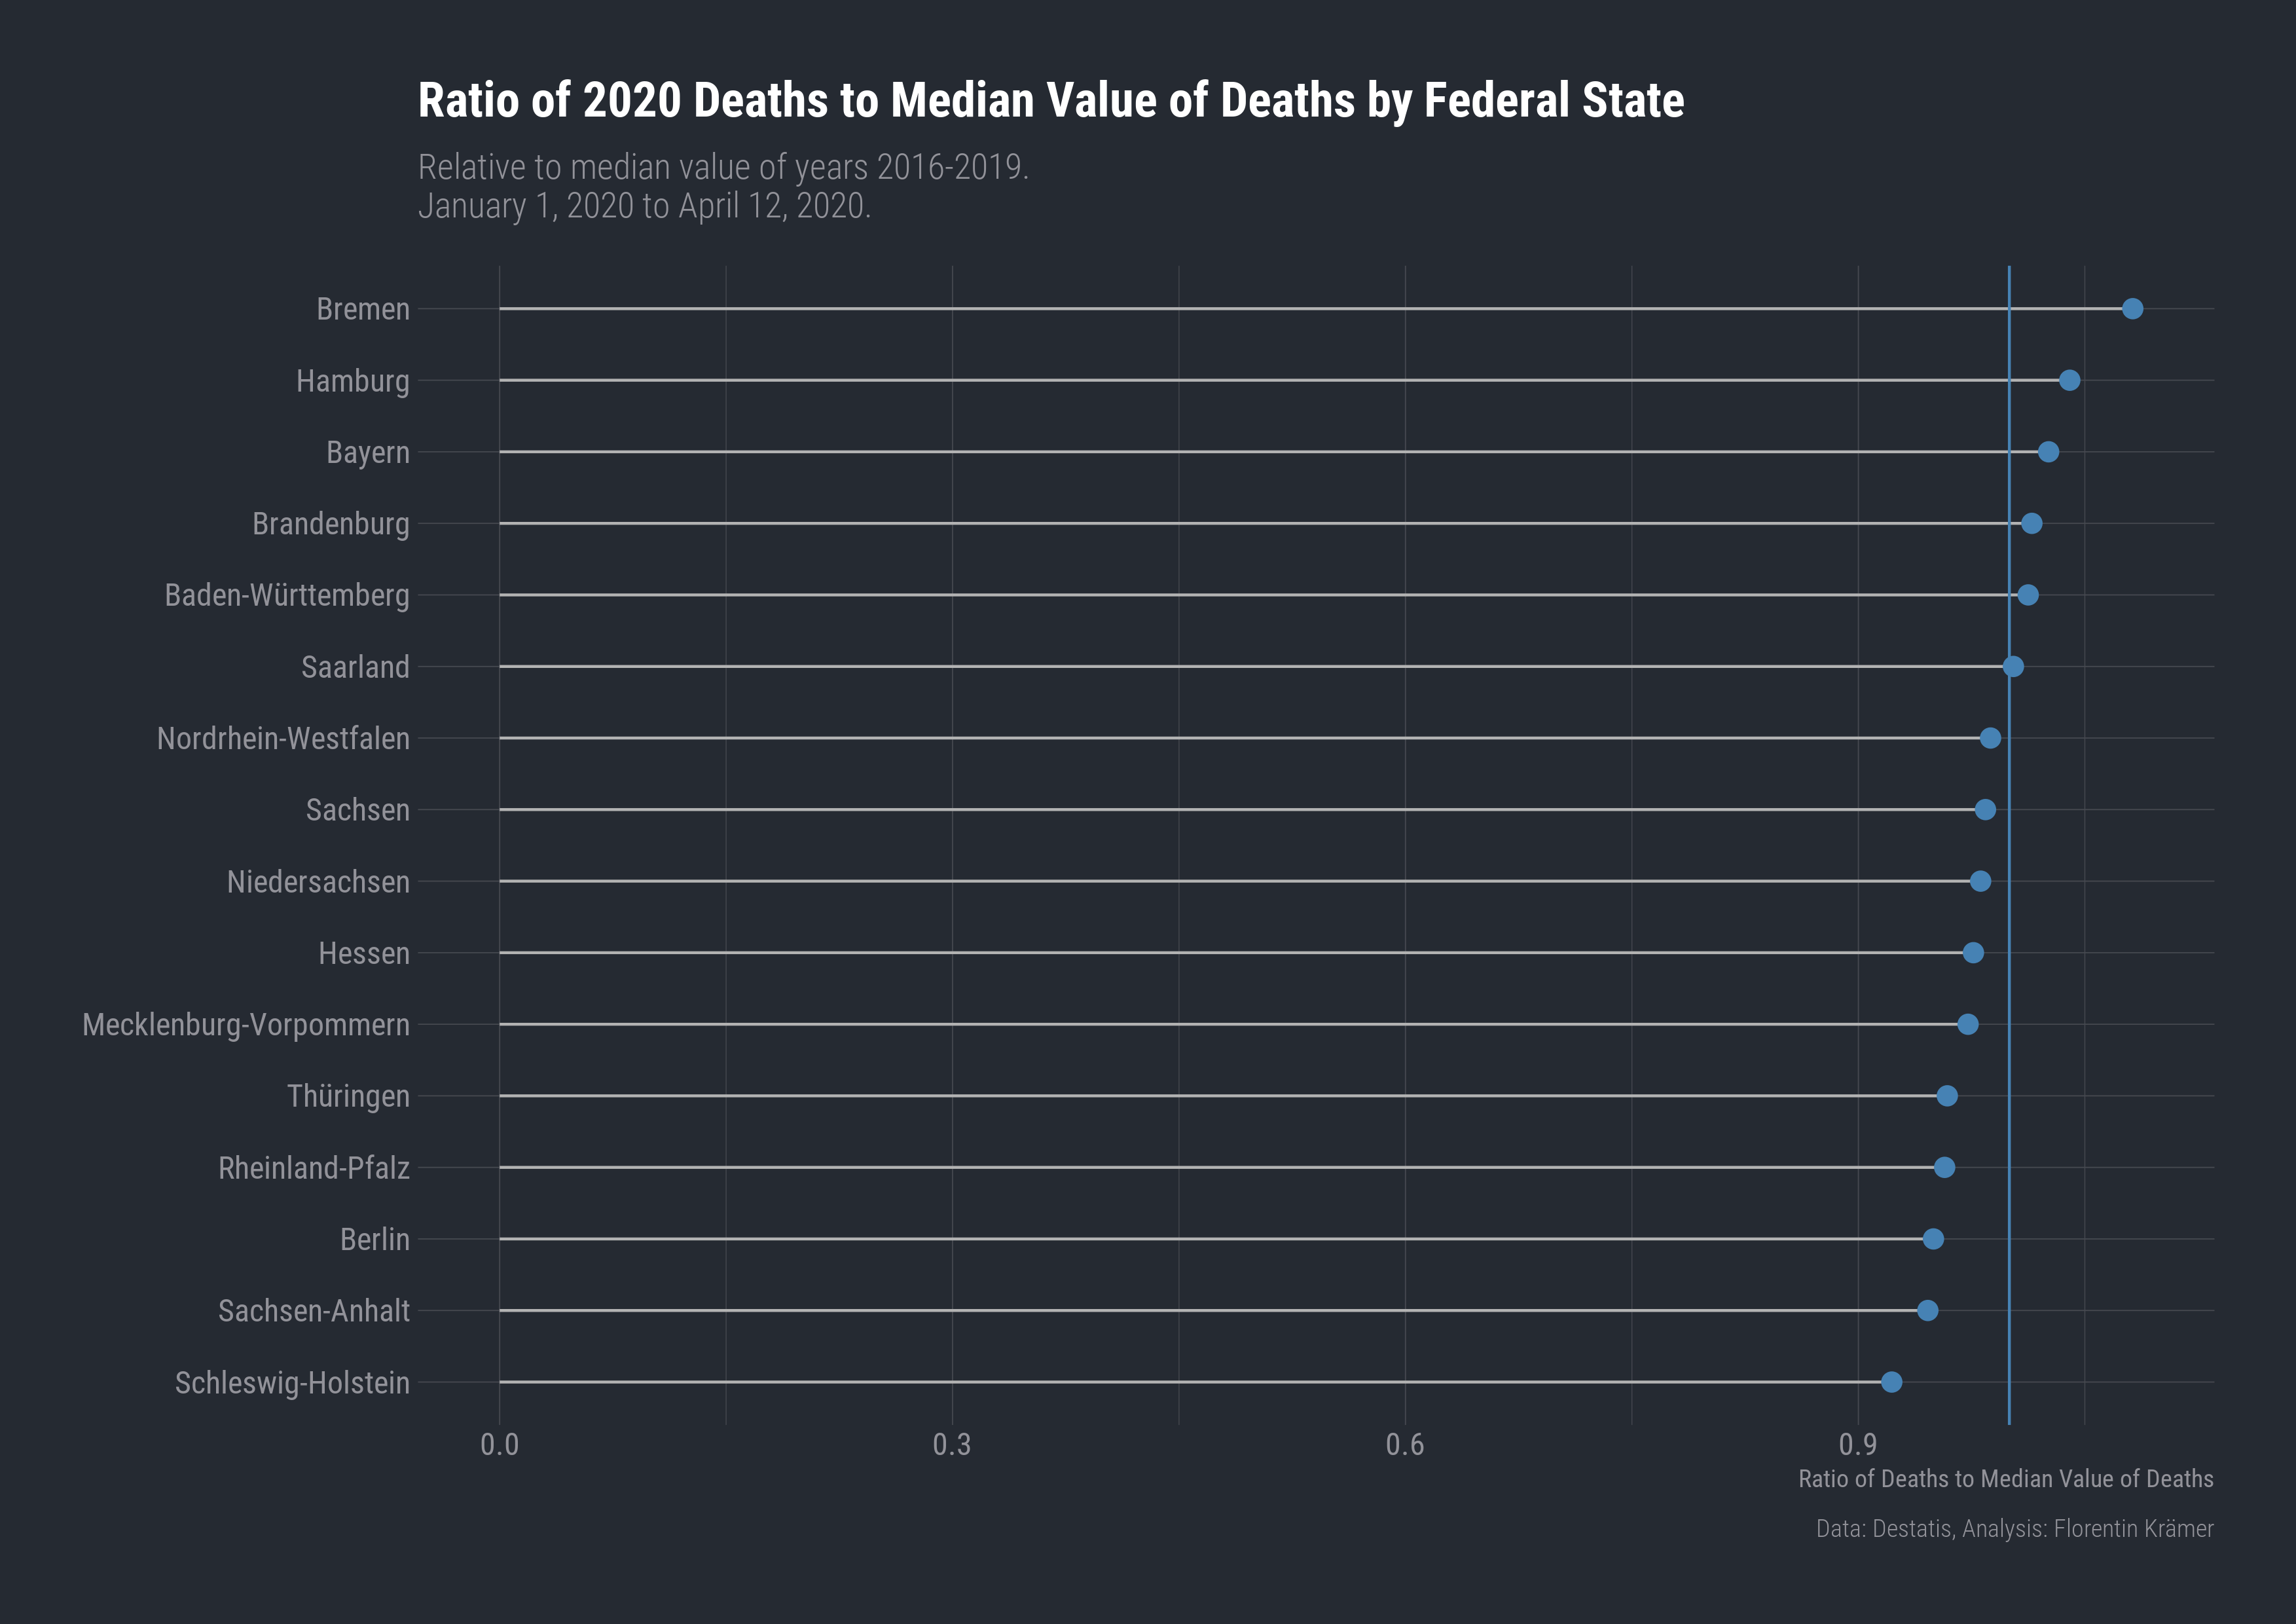 Ratio of 2020 Deaths to Median Value of Deaths by Federal State
Relative to median value of years 2016-2019.
January 1, 2020 to April 12, 2020.
Bremen
Hamburg
Bayern
Brandenburg
Baden-Württemberg
Saarland
Nordrhein-Westfalen
Sachsen
Niedersachsen
Hessen
Mecklenburg-Vorpommern
Thüringen
Rheinland-Pfalz
Berlin
Sachsen-Anhalt
Schleswig-Holstein
0.0 0.3 0.6 0.9
Ratio of Deaths to Median Value of Deaths
Data: Destatis, Analysis: Florentin Krämer